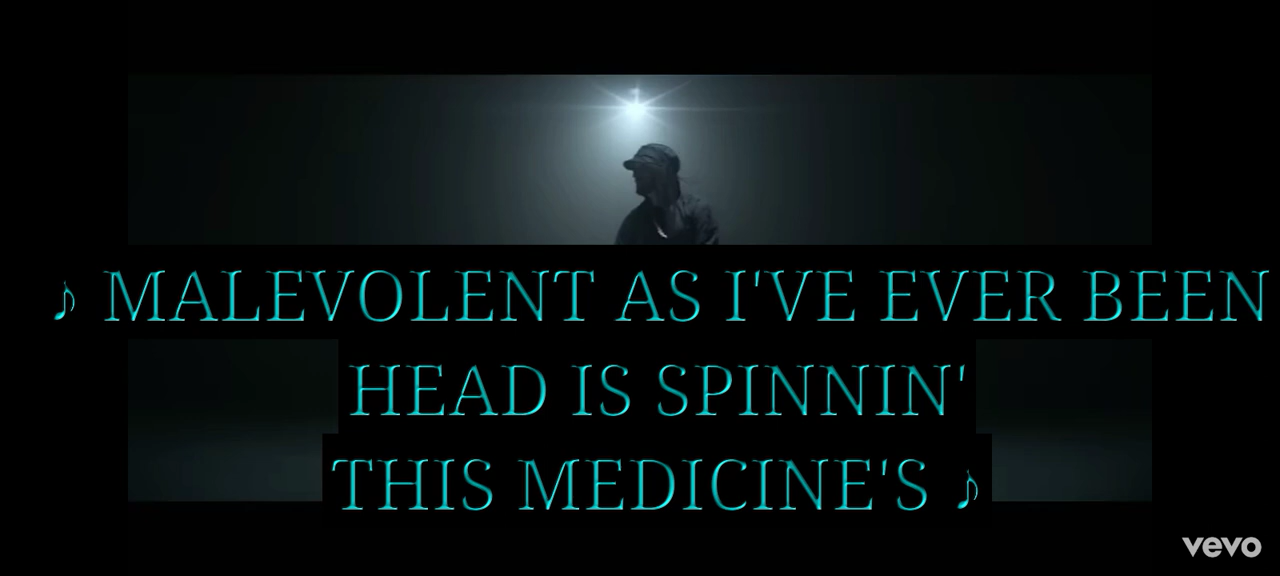 ♪ MALEVOLENT AS I'VE EVER BEEN
HEAD IS SPINNIN'
THIS MEDICINE'S ♪
vevo